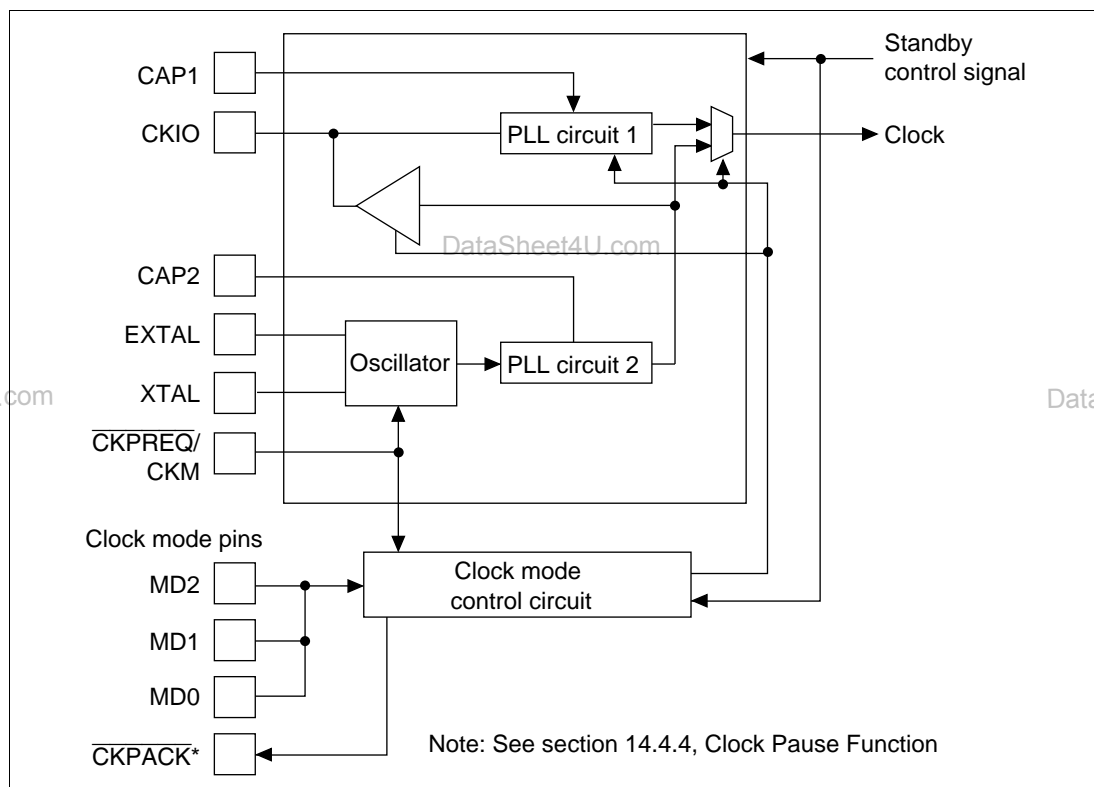 CAP1
CKIO
CAP2
EXTAL
XTAL
CKPREQ/
CKM
Clock mode pins
MD2
MD1
MD0
CKPACK*
PLL circuit 1
DataSheet4U.com
Oscillator
PLL circuit 2
Clock mode
control circuit
Standby
control signal
Clock
.com
Data
Note: See section 14.4.4, Clock Pause Function